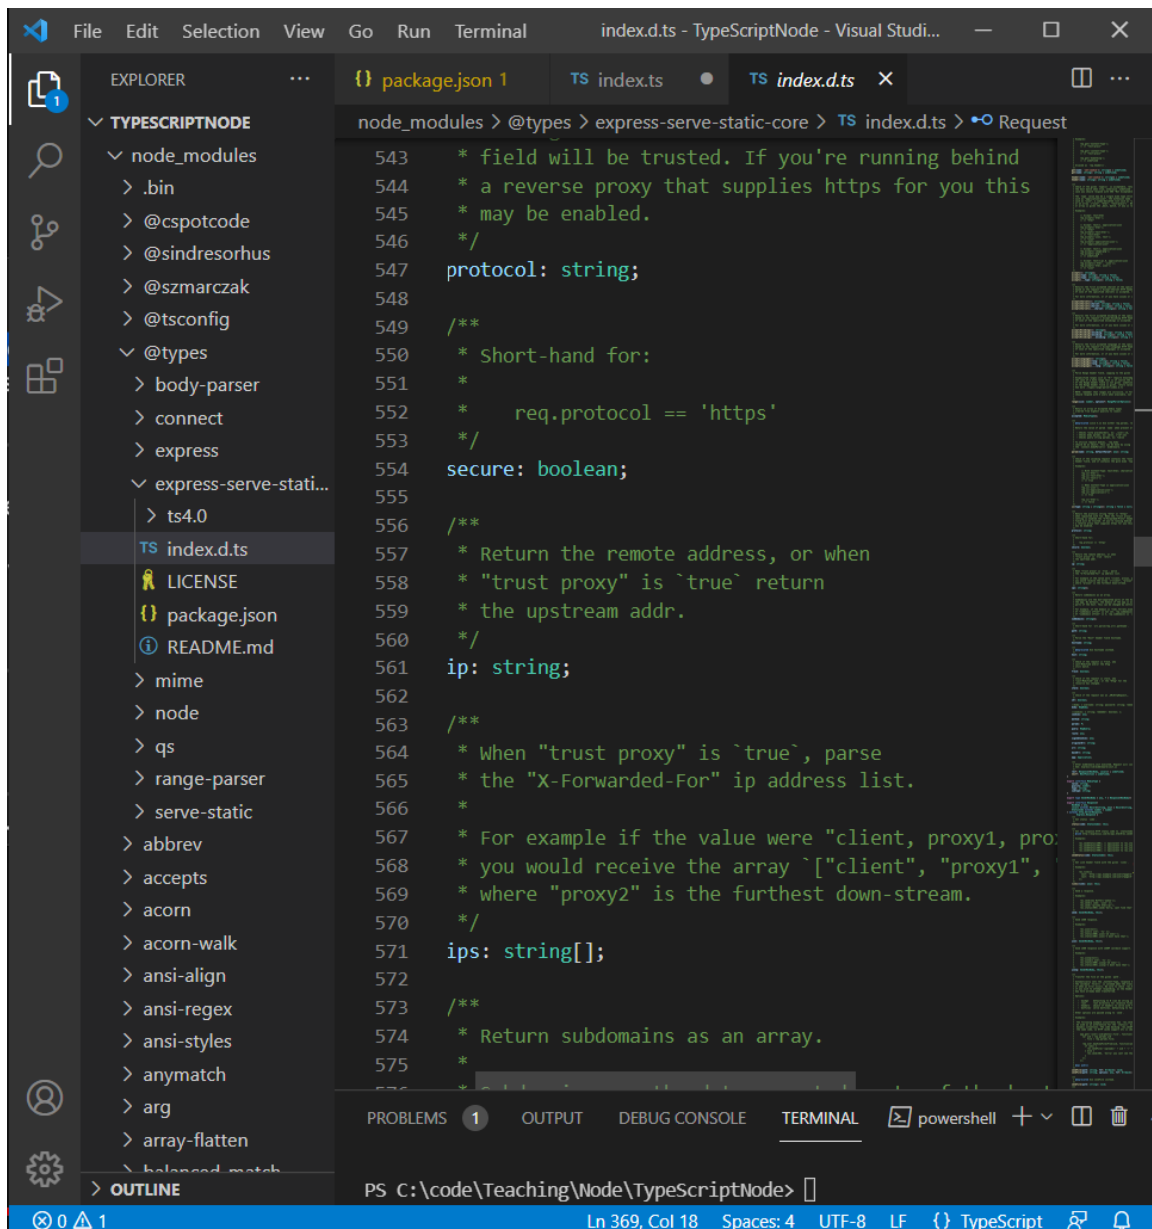 File Edit Selection View Go Run Terminal index.d.ts - TypeScriptNode - Visual Studi...
EXPLORER ...
{} package.json 1 TS index.ts TS index.d.ts
1
TYPESCRIPTNODE
node_modules > @types > express-serve-static-core > TS index.d.ts > Request
node_modules
.bin
@cspotcode
@sindresorhus
@szmarczak
@tsconfig
@types
body-parser
connect
express
express-serve-stati...
ts4.0
TS index.d.ts
LICENSE
{} package.json
README.md
mime
node
qs
range-parser
serve-static
abbrev
accepts
acorn
acorn-walk
ansi-align
ansi-regex
ansi-styles
anymatch
arg
array-flatten
balanced-match
OUTLINE
543 * field will be trusted. If you're running behind
544 * a reverse proxy that supplies https for you this
545 * may be enabled.
546 */
547 protocol: string;
548
549 /**
550 * Short-hand for:
551 *
552 * req.protocol == 'https'
553 */
554 secure: boolean;
555
556 /**
557 * Return the remote address, or when
558 * "trust proxy" is `true` return
559 * the upstream addr.
560 */
561 ip: string;
562
563 /**
564 * When "trust proxy" is `true`, parse
565 * the "X-Forwarded-For" ip address list.
566 *
567 * For example if the value were "client, proxy1, prox
568 * you would receive the array `["client", "proxy1", "
569 * where "proxy2" is the furthest down-stream.
570 */
571 ips: string[];
572
573 /**
574 * Return subdomains as an array.
575 *
PROBLEMS 1 OUTPUT DEBUG CONSOLE TERMINAL powershell
PS C:\code\Teaching\Node\TypeScriptNode>
0 1 Ln 369, Col 18 Spaces: 4 UTF-8 LF {} TypeScript